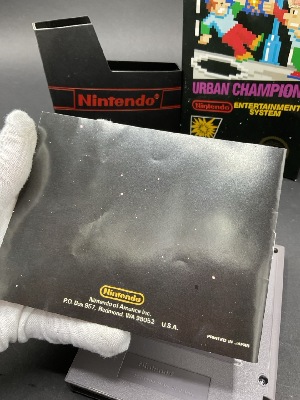 Nintendo®
URBAN CHAMPION
Nintendo ENTERTAINMENT
SYSTEM
Nintendo
Nintendo of America Inc.
P.O. Box 957, Redmond, WA 98052 U.S.A.
PRINTED IN JAPAN